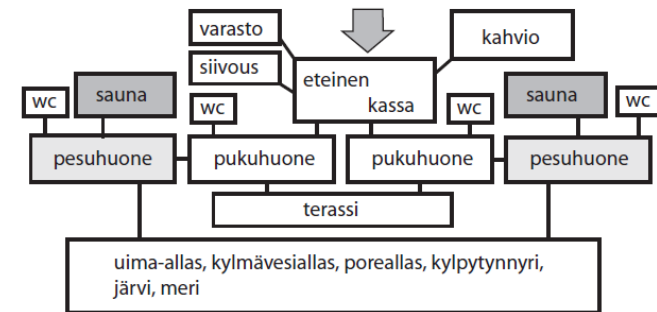 varasto
kahvio
siivous
eteinen
kassa
wc
sauna
wc
wc
sauna
wc
pesuhuone
pukuhuone
pukuhuone
pesuhuone
terassi
uima-allas, kylmävesiallas, poreallas, kylpytynnyri,
järvi, meri